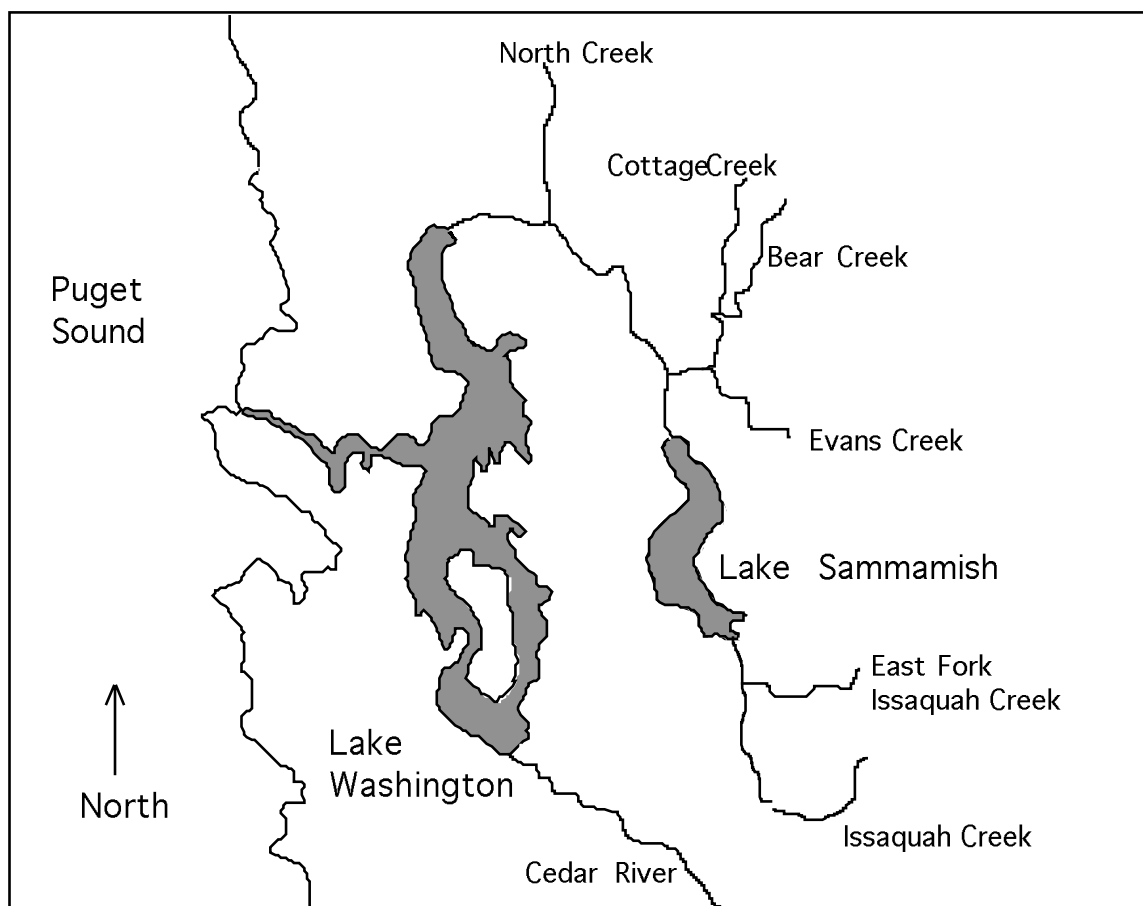 North Creek
CottageCreek
Bear Creek
Puget
Sound
Evans Creek
Lake Sammamish
East Fork
Issaquah Creek
Lake
Washington
North
Issaquah Creek
Cedar River